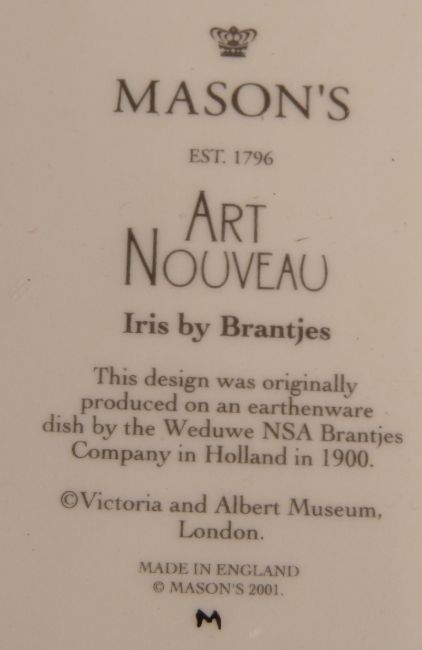 MASON'S
EST. 1796
ART
NOUVEAU
Iris by Brantjes
This design was originally
produced on an earthenware
dish by the Weduwe NSA Brantjes
Company in Holland in 1900.
©Victoria and Albert Museum,
London.
MADE IN ENGLAND
© MASON'S 2001.
M